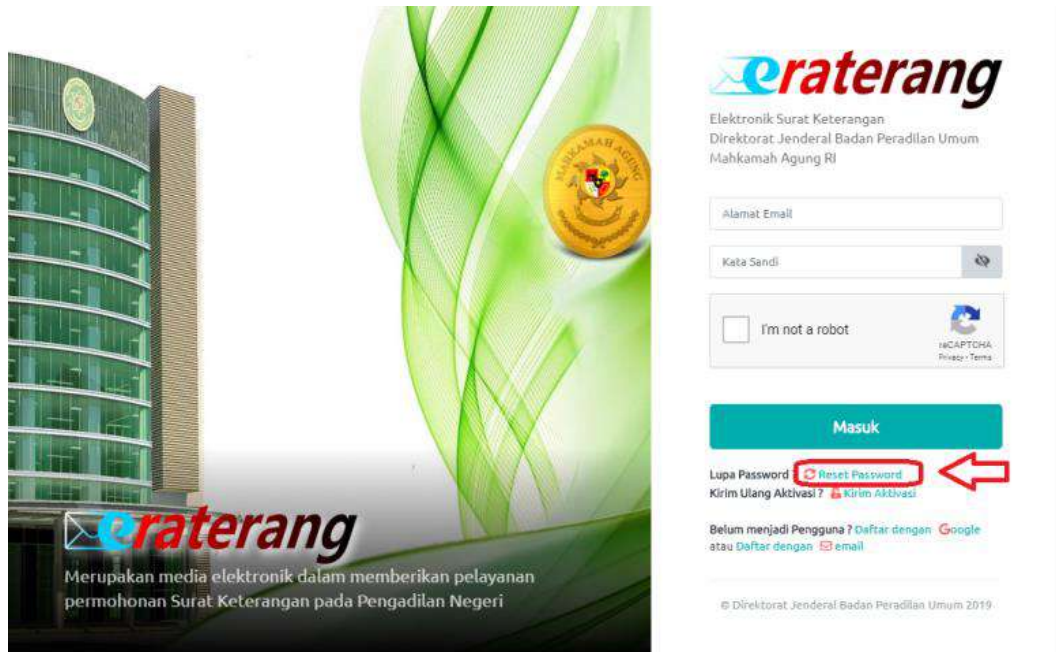 MAHKAMAH AGUNG
eraterang
Merupakan media elektronik dalam memberikan pelayanan
permohonan Surat Keterangan pada Pengadilan Negeri
eraterang
Elektronik Surat Keterangan
Direktorat Jenderal Badan Peradilan Umum
Mahkamah Agung RI
Alamat Email
Kata Sandi
I'm not a robot
reCAPTCHA
Privacy - Terms
Masuk
Lupa Password ? Reset Password
Kirim Ulang Aktivasi ? Kirim Aktivasi
Belum menjadi Pengguna ? Daftar dengan Google
atau Daftar dengan email
© Direktorat Jenderal Badan Peradilan Umum 2019